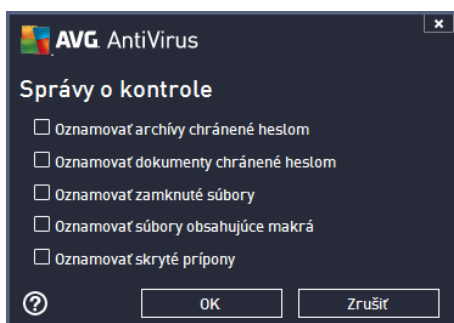 AVG. AntiVirus
Správy o kontrole
Oznamovať archívy chránené heslom
Oznamovať dokumenty chránené heslom
Oznamovať zamknuté súbory
Oznamovať súbory obsahujúce makrá
Oznamovať skryté prípony
? OK Zrušiť